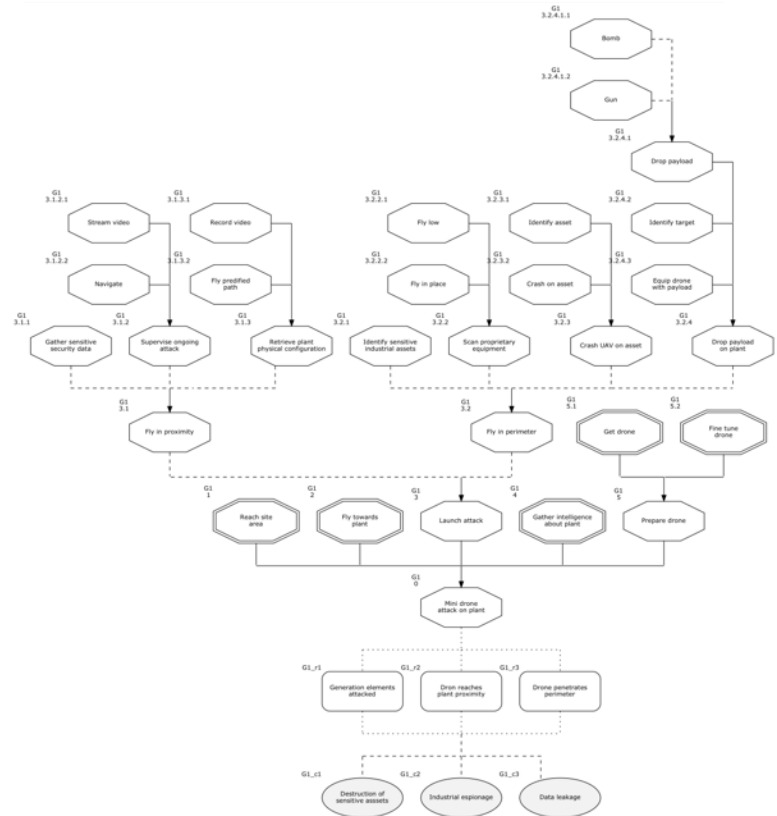 G1
3.2.4.1.1
Bomb
G1
3.2.4.1.2
Gun
G1
3.2.4.1
Drop payload
G1
3.1.2.1
Stream video
G1
3.1.3.1
Record video
G1
3.2.2.1
Fly low
G1
3.2.3.1
Identify asset
G1
3.2.4.2
Identify target
G1
3.1.2.2
Navigate
G1
3.1.3.2
Fly predified
path
G1
3.2.2.2
Fly in place
G1
3.2.3.2
Crash on asset
G1
3.2.4.3
Equip drone
with payload
G1
3.1.1
Gather sensitive
security data
G1
3.1.2
Supervise ongoing
attack
G1
3.1.3
Retrieve plant
physical configuration
G1
3.2.1
Identify sensitive
industrial assets
G1
3.2.2
Scan proprietary
equipment
G1
3.2.3
Crash UAV on asset
G1
3.2.4
Drop payload
on plant
G1
3.1
Fly in proximity
G1
3.2
Fly in perimeter
G1
5.1
Get drone
G1
5.2
Fine tune
drone
G1
1
Reach site
area
G1
2
Fly towards
plant
G1
3
Launch attack
G1
4
Gather intelligence
about plant
G1
5
Prepare drone
G1
0
Mini drone
attack on plant
G1_r1
Generation elements
attacked
G1_r2
Dron reaches
plant proximity
G1_r3
Drone penetrates
perimeter
G1_c1
Destruction of
sensitive asssets
G1_c2
Industrial espionage
G1_c3
Data leakage